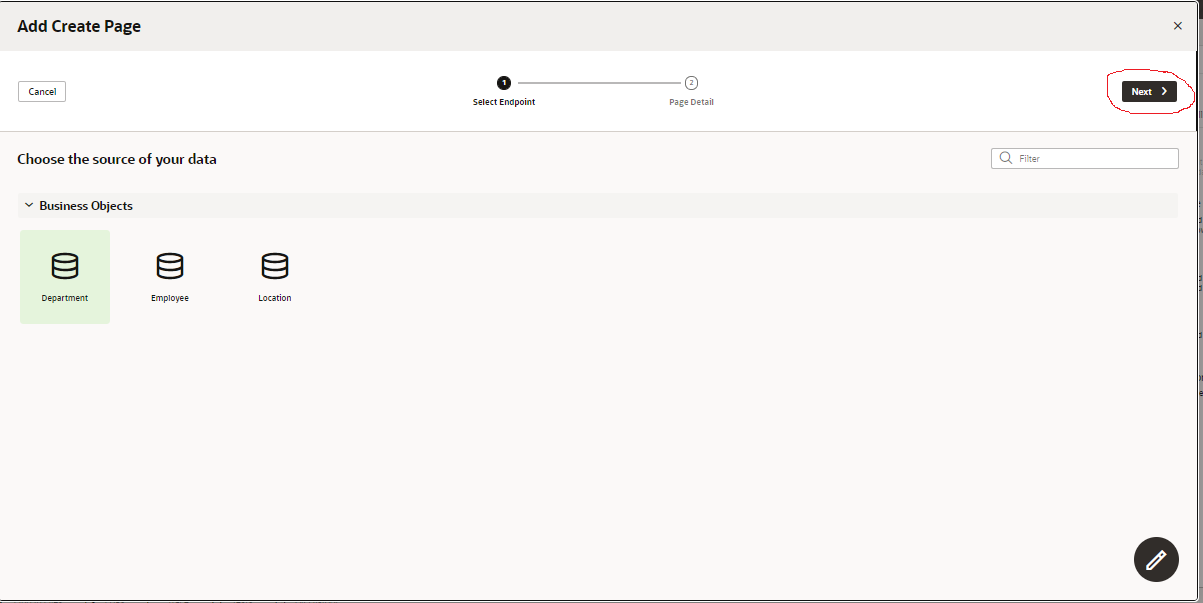 Add Create Page
Cancel
1
2
Select Endpoint
Page Detail
Next
Choose the source of your data
Filter
Business Objects
Department
Employee
Location